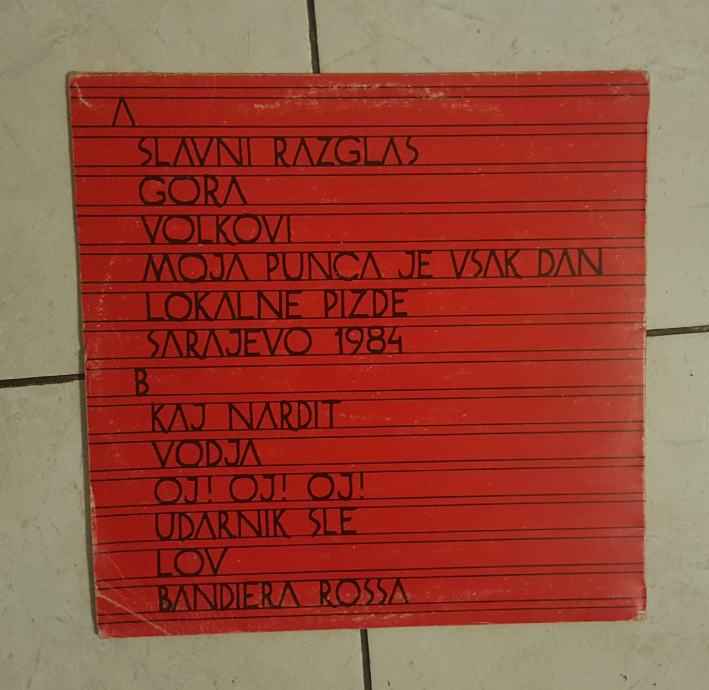 A
SLAVNI RAZGLAS
GORA
VOLKOVI
MOJA PUNCA JE VSAK DAN
LOKALNE PIZDE
SARAJEVO 1984
B
KAJ NARDIT
VODJA
OJ! OJ! OJ!
UDARNIK SLE
LOV
BANDIERA ROSSA